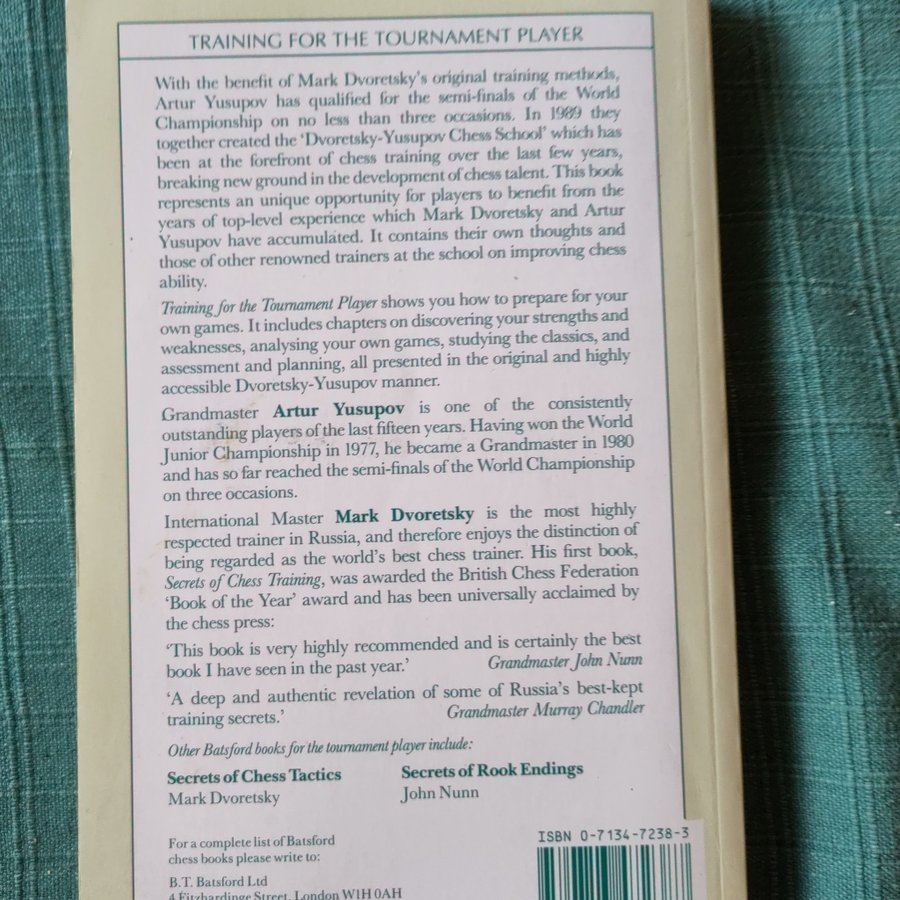 TRAINING FOR THE TOURNAMENT PLAYER
With the benefit of Mark Dvoretsky's original training methods,
Artur Yusupov has qualified for the semi-finals of the World
Championship on no less than three occasions. In 1989 they
together created the 'Dvoretsky-Yusupov Chess School' which has
been at the forefront of chess training over the last few years,
breaking new ground in the development of chess talent. This book
represents an unique opportunity for players to benefit from the
years of top-level experience which Mark Dvoretsky and Artur
Yusupov have accumulated. It contains their own thoughts and
those of other renowned trainers at the school on improving chess
ability.
Training for the Tournament Player shows you how to prepare for your
own games. It includes chapters on discovering your strengths and
weaknesses, analysing your own games, studying the classics, and
assessment and planning, all presented in the original and highly
accessible Dvoretsky-Yusupov manner.
Grandmaster Artur Yusupov is one of the consistently
outstanding players of the last fifteen years. Having won the World
Junior Championship in 1977, he became a Grandmaster in 1980
and has so far reached the semi-finals of the World Championship
on three occasions.
International Master Mark Dvoretsky is the most highly
respected trainer in Russia, and therefore enjoys the distinction of
being regarded as the world's best chess trainer. His first book,
Secrets of Chess Training, was awarded the British Chess Federation
'Book of the Year' award and has been universally acclaimed by
the chess press:
'This book is very highly recommended and is certainly the best
book I have seen in the past year.' Grandmaster John Nunn
'A deep and authentic revelation of some of Russia's best-kept
training secrets.' Grandmaster Murray Chandler
Other Batsford books for the tournament player include:
Secrets of Chess Tactics Secrets of Rook Endings
Mark Dvoretsky John Nunn
For a complete list of Batsford
chess books please write to:
B.T. Batsford Ltd
4 Fitzhardinge Street, London W1H 0AH
ISBN 0-7134-7238-3